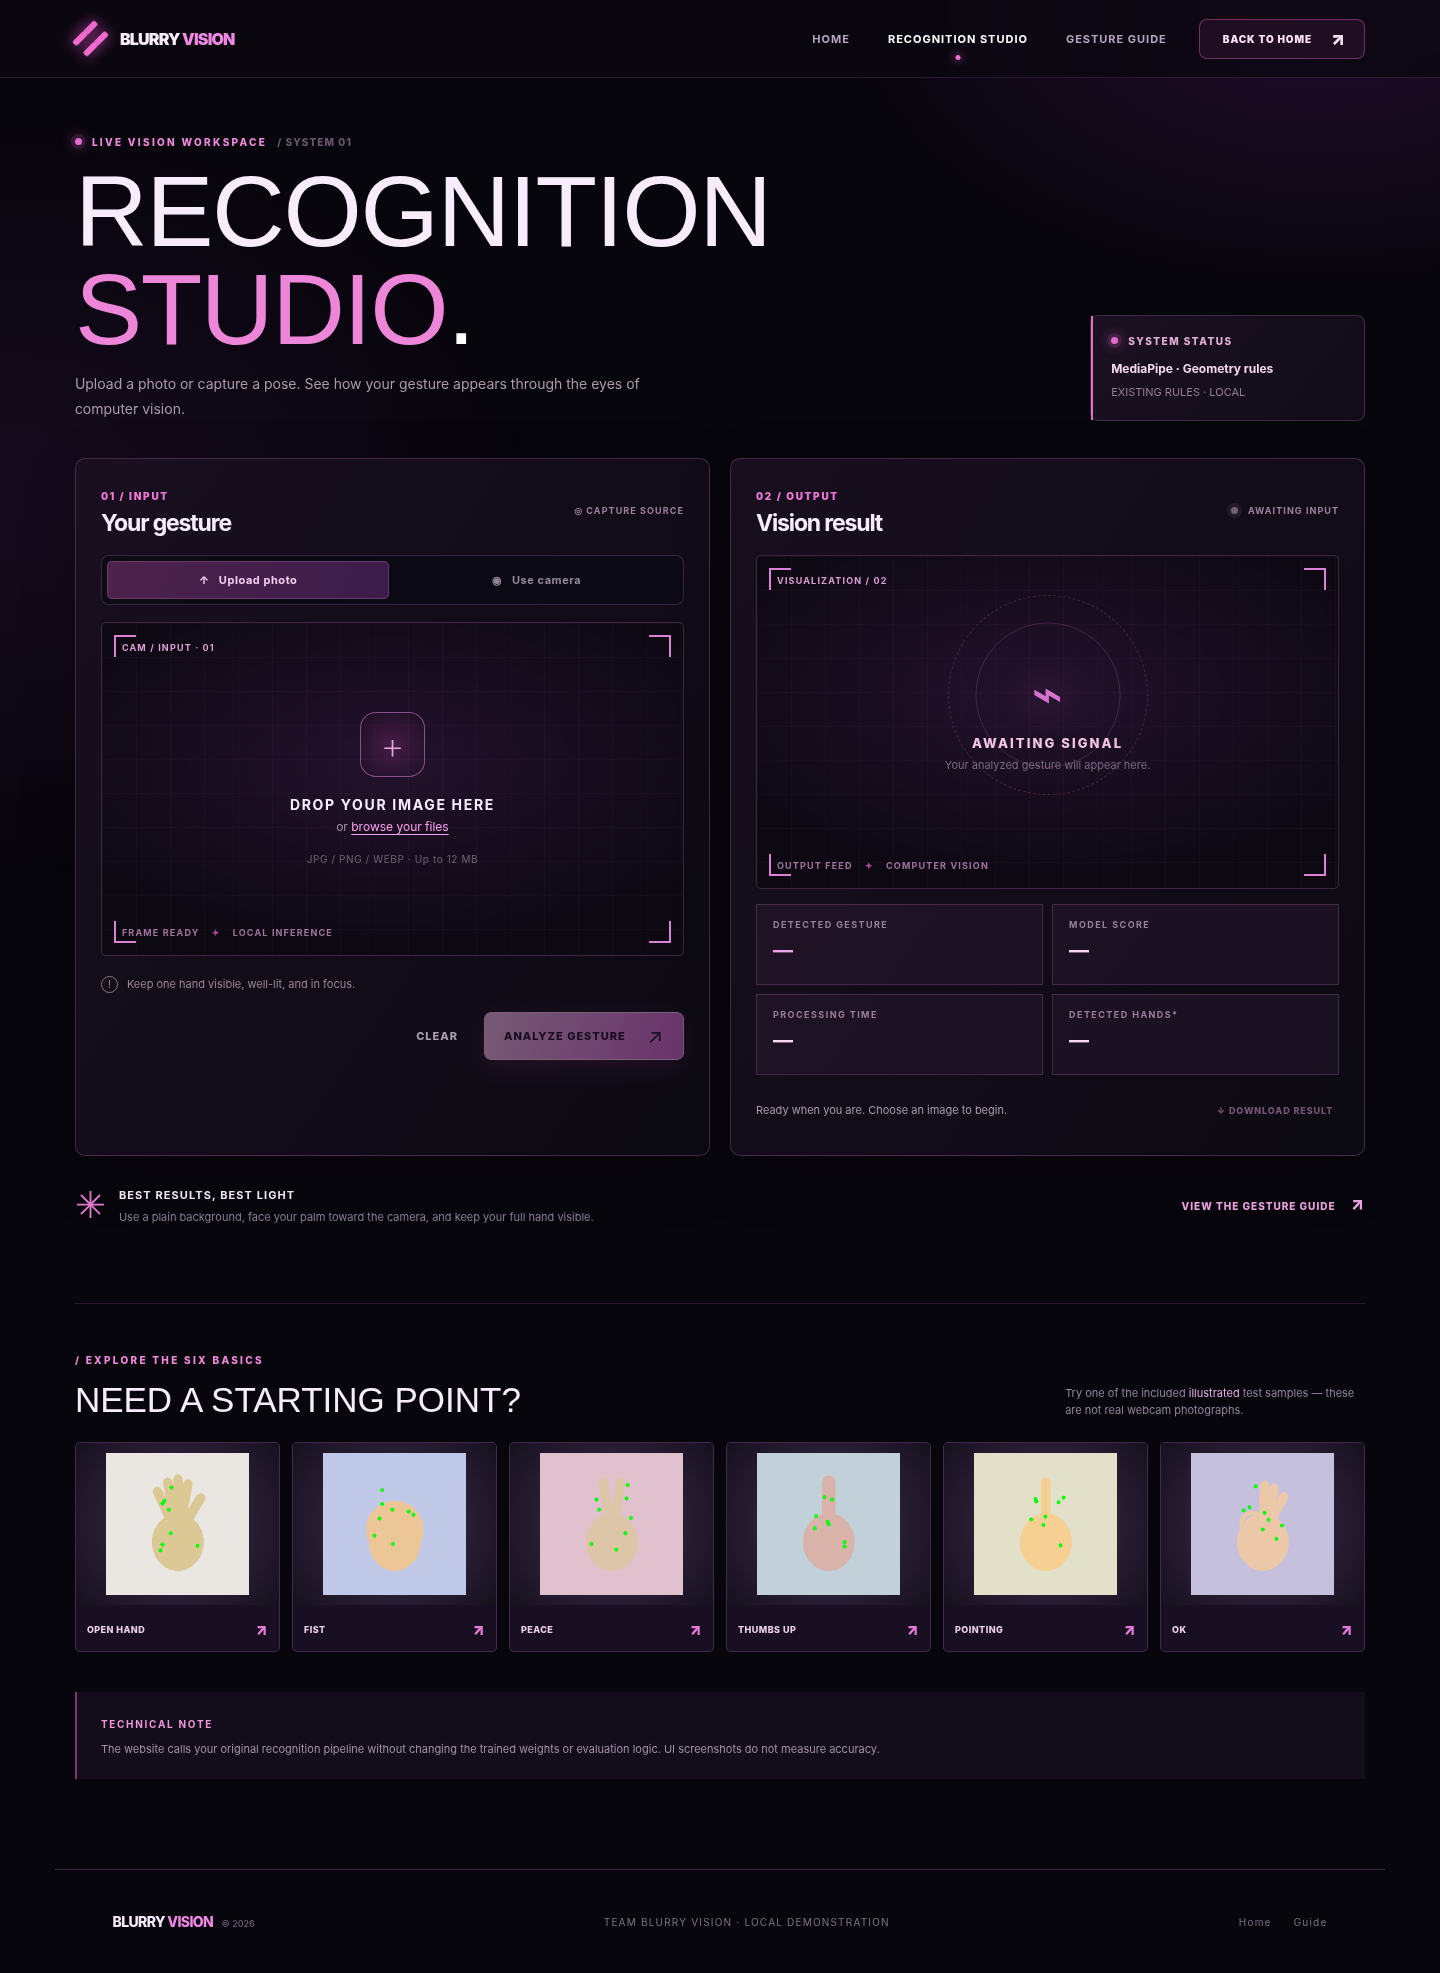 BLURRY VISION
HOME
RECOGNITION STUDIO
GESTURE GUIDE
BACK TO HOME
LIVE VISION WORKSPACE / SYSTEM 01
RECOGNITION
STUDIO.
Upload a photo or capture a pose. See how your gesture appears through the eyes of
computer vision.
SYSTEM STATUS
MediaPipe · Geometry rules
EXISTING RULES · LOCAL
01 / INPUT
Your gesture
◎ CAPTURE SOURCE
↑ Upload photo
◉ Use camera
CAM / INPUT · 01
+
DROP YOUR IMAGE HERE
or browse your files
JPG / PNG / WEBP · Up to 12 MB
FRAME READY ✦ LOCAL INFERENCE
! Keep one hand visible, well-lit, and in focus.
CLEAR
ANALYZE GESTURE
02 / OUTPUT
Vision result
AWAITING INPUT
VISUALIZATION / 02
AWAITING SIGNAL
Your analyzed gesture will appear here.
OUTPUT FEED ✦ COMPUTER VISION
DETECTED GESTURE
—
MODEL SCORE
—
PROCESSING TIME
—
DETECTED HANDS*
—
Ready when you are. Choose an image to begin.
↓ DOWNLOAD RESULT
BEST RESULTS, BEST LIGHT
Use a plain background, face your palm toward the camera, and keep your full hand visible.
VIEW THE GESTURE GUIDE
/ EXPLORE THE SIX BASICS
NEED A STARTING POINT?
Try one of the included illustrated test samples — these
are not real webcam photographs.
OPEN HAND
FIST
PEACE
THUMBS UP
POINTING
OK
TECHNICAL NOTE
The website calls your original recognition pipeline without changing the trained weights or evaluation logic. UI screenshots do not measure accuracy.
BLURRY VISION © 2026
TEAM BLURRY VISION · LOCAL DEMONSTRATION
Home
Guide